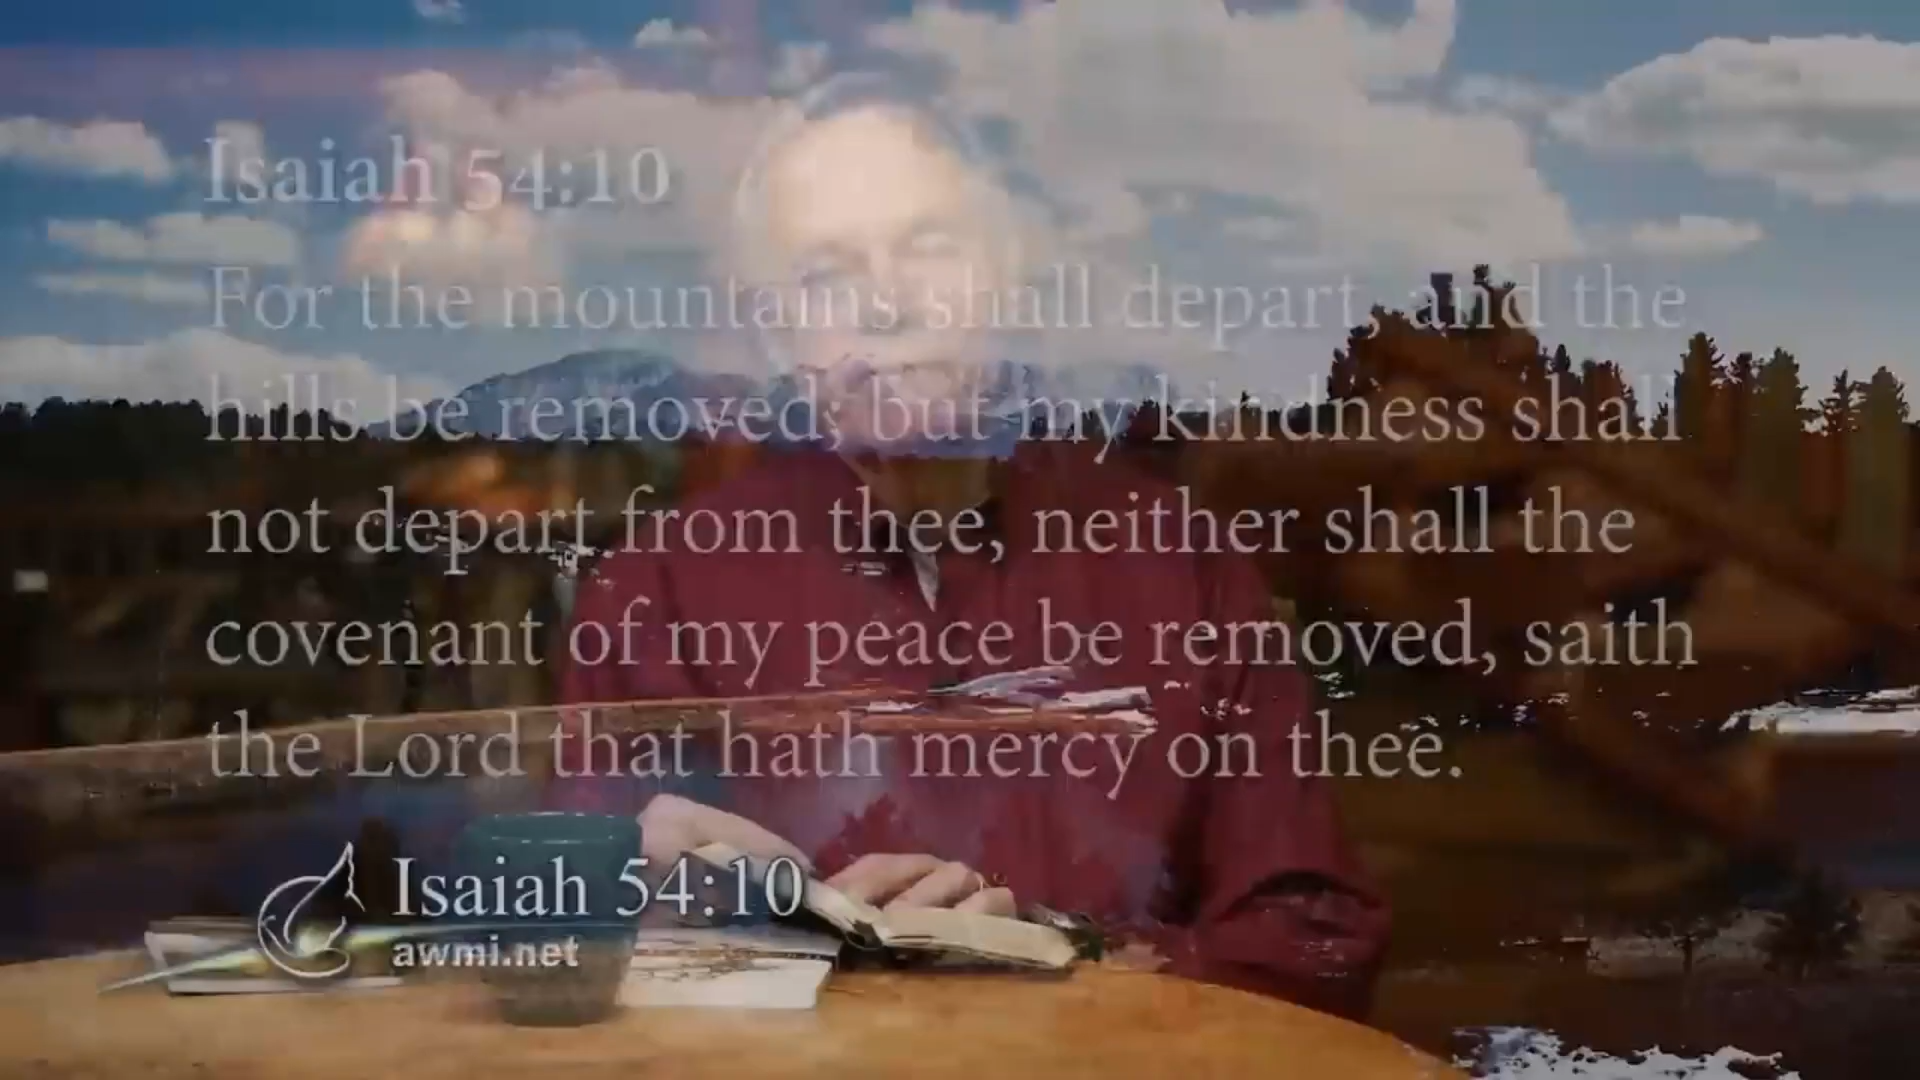 Isaiah 54:10
For the mountains shall depart, and the
hills be removed; but my kindness shall
not depart from thee, neither shall the
covenant of my peace be removed, saith
the Lord that hath mercy on thee.
Isaiah 54:10
awmi.net